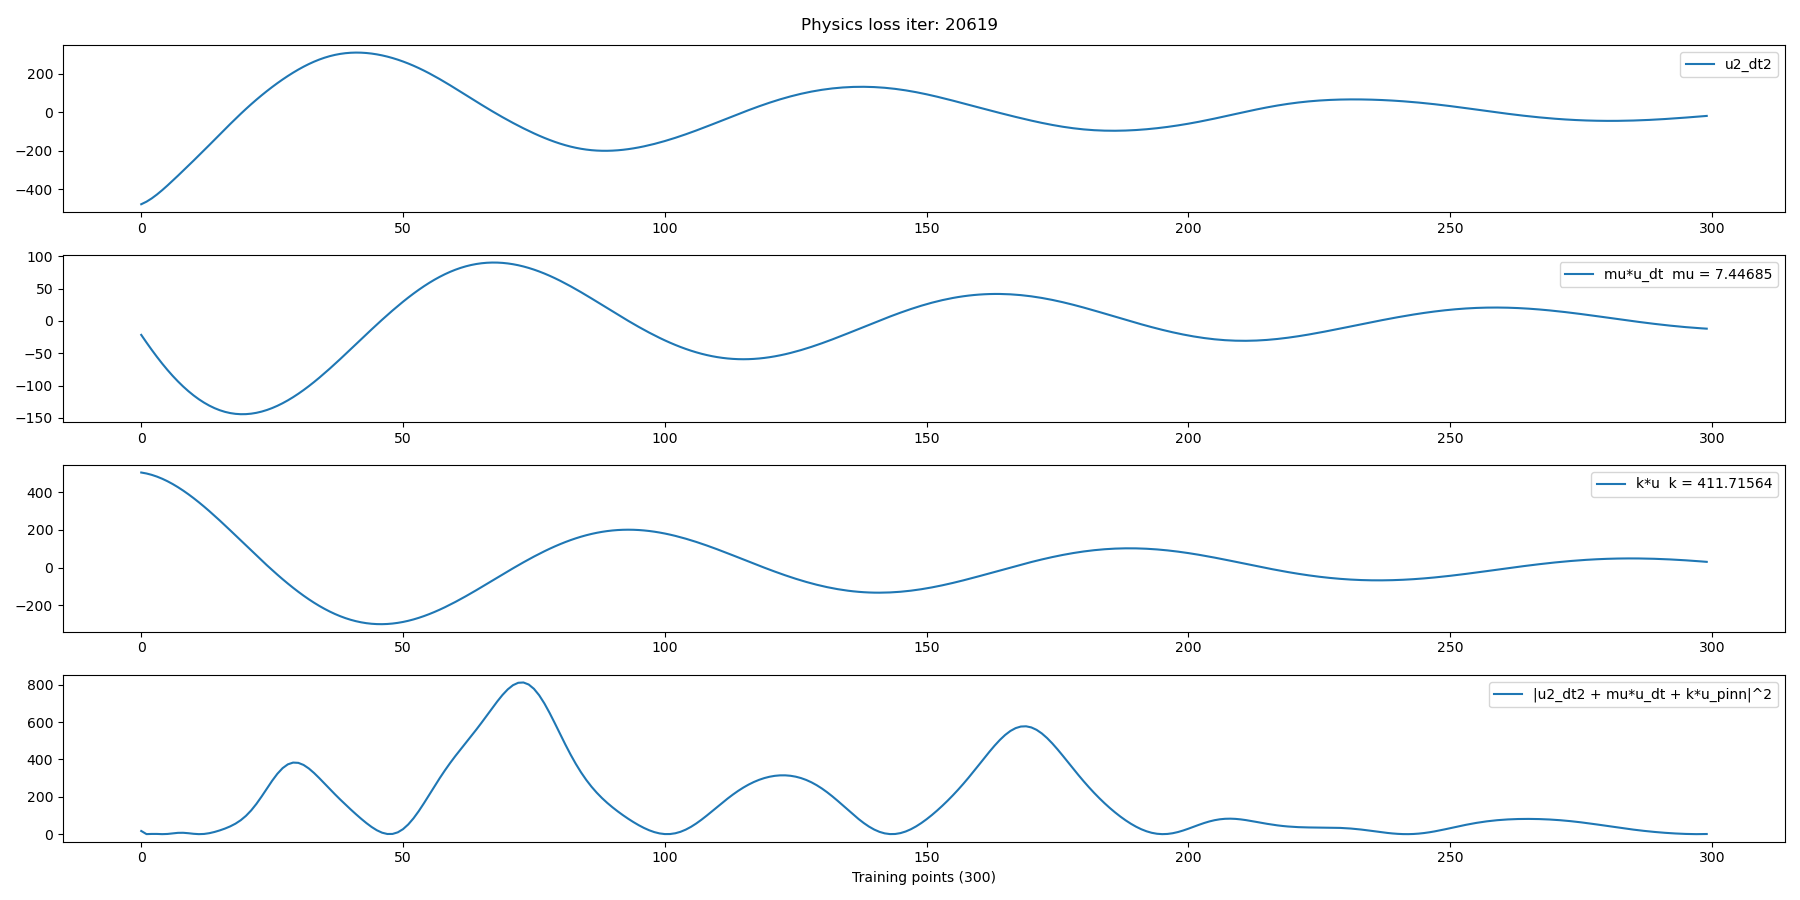 Physics loss iter: 20619
u2_dt2
200
0
−200
−400
0 50 100 150 200 250 300
mu*u_dt mu = 7.44685
100
50
0
−50
−100
−150
0 50 100 150 200 250 300
k*u k = 411.71564
400
200
0
−200
0 50 100 150 200 250 300
|u2_dt2 + mu*u_dt + k*u_pinn|^2
800
600
400
200
0
0 50 100 150 200 250 300
Training points (300)